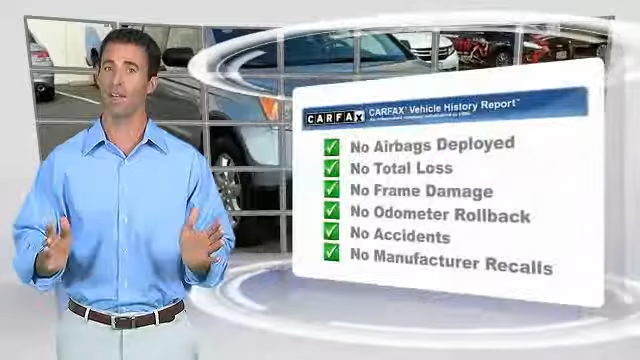 CARFAX CARFAX Vehicle History Report™
No Airbags Deployed
No Total Loss
No Frame Damage
No Odometer Rollback
No Accidents
No Manufacturer Recalls